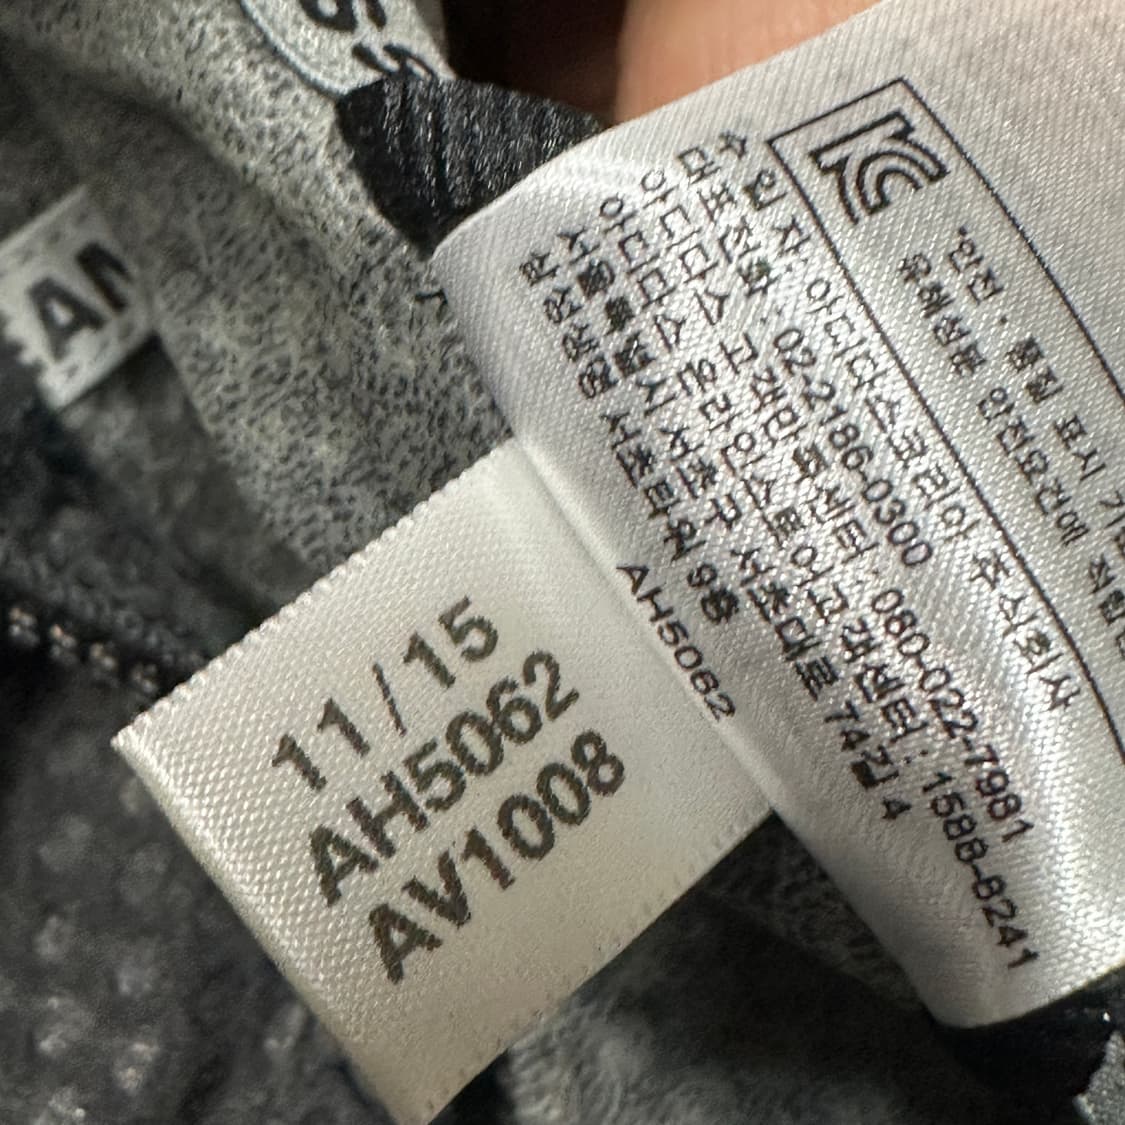 11/15
AH5062
AV1008
AH5062
수입자: 아디다스코리아 주식회사
대표전화: 02-2186-0300
아디다스 고객만족센터: 080-022-7981
아디다스 온라인스토어고객센터: 1588-8241
서울특별시 서초구 서초대로 74길 4
삼성생명 서초타워 9층
"안전·품질 표시
유해성분 안전요건에 적합
AN